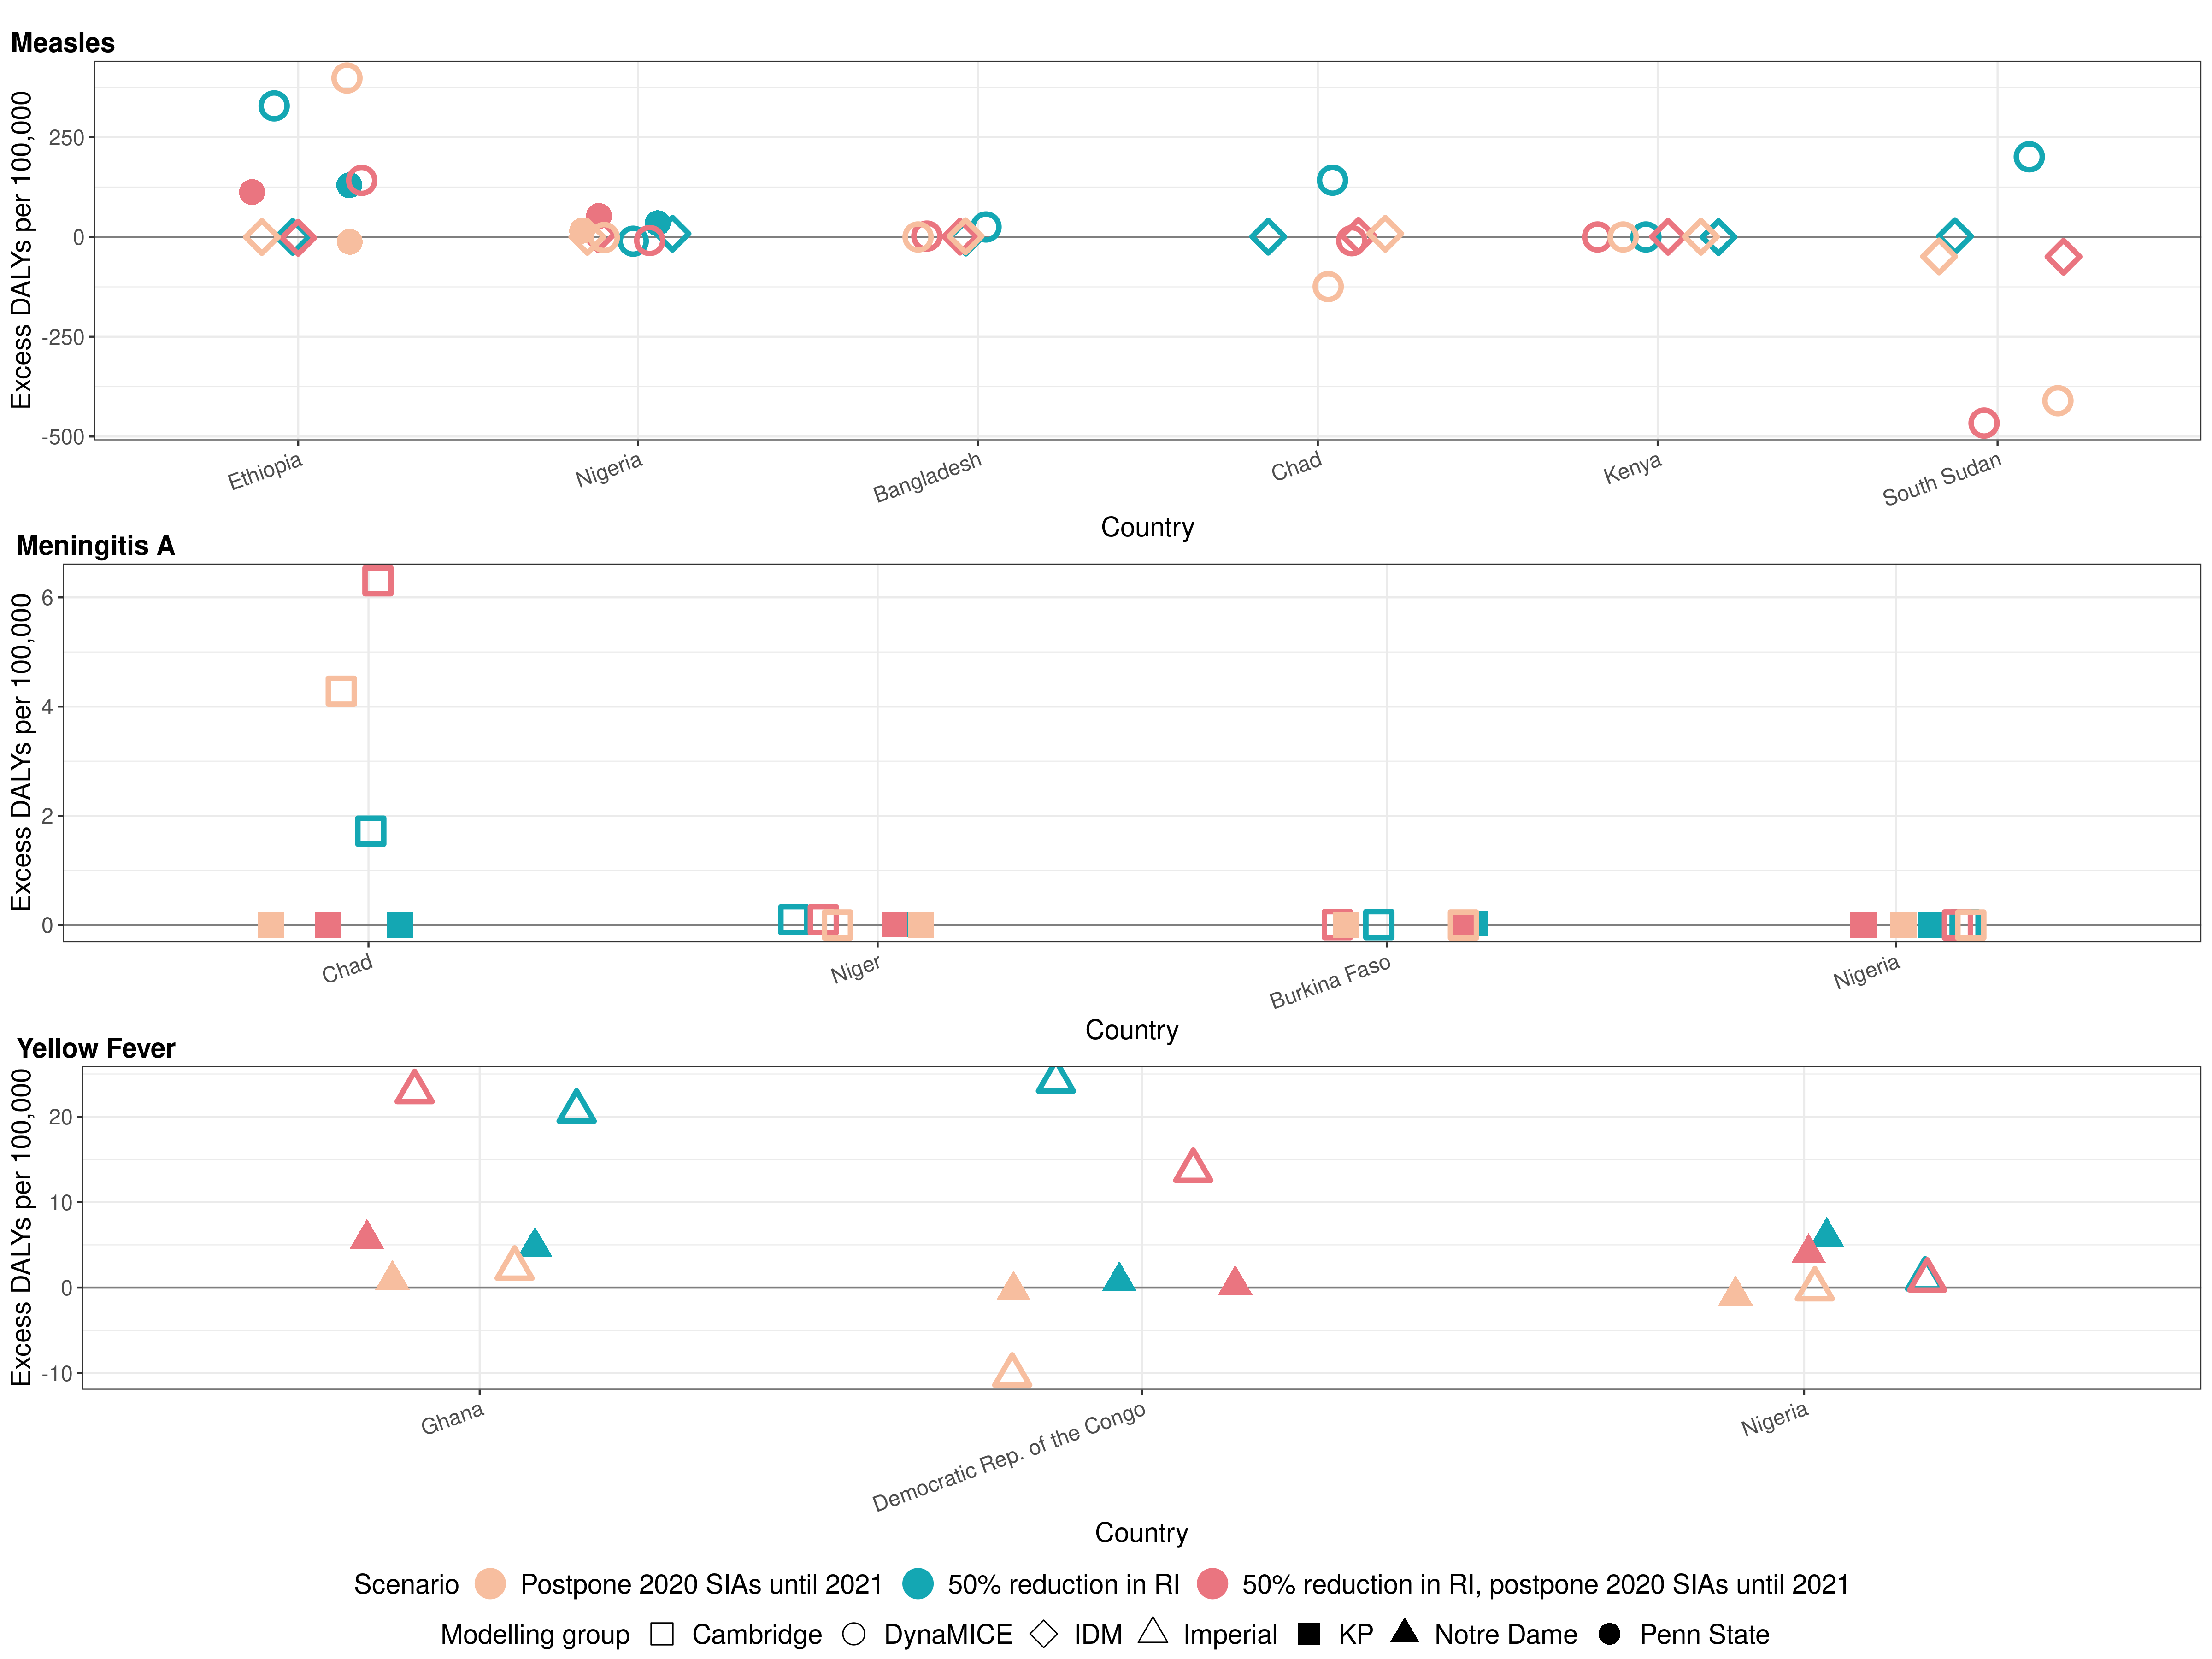 Measles
Excess DALYs per 100,000
250
0
-250
-500
Ethiopia
Nigeria
Bangladesh
Chad
Kenya
South Sudan
Country
Meningitis A
Excess DALYs per 100,000
6
4
2
0
Chad
Niger
Burkina Faso
Nigeria
Country
Yellow Fever
Excess DALYs per 100,000
20
10
0
-10
Ghana
Democratic Rep. of the Congo
Nigeria
Country
Scenario Postpone 2020 SIAs until 2021 50% reduction in RI 50% reduction in RI, postpone 2020 SIAs until 2021
Modelling group Cambridge DynaMICE IDM Imperial KP Notre Dame Penn State